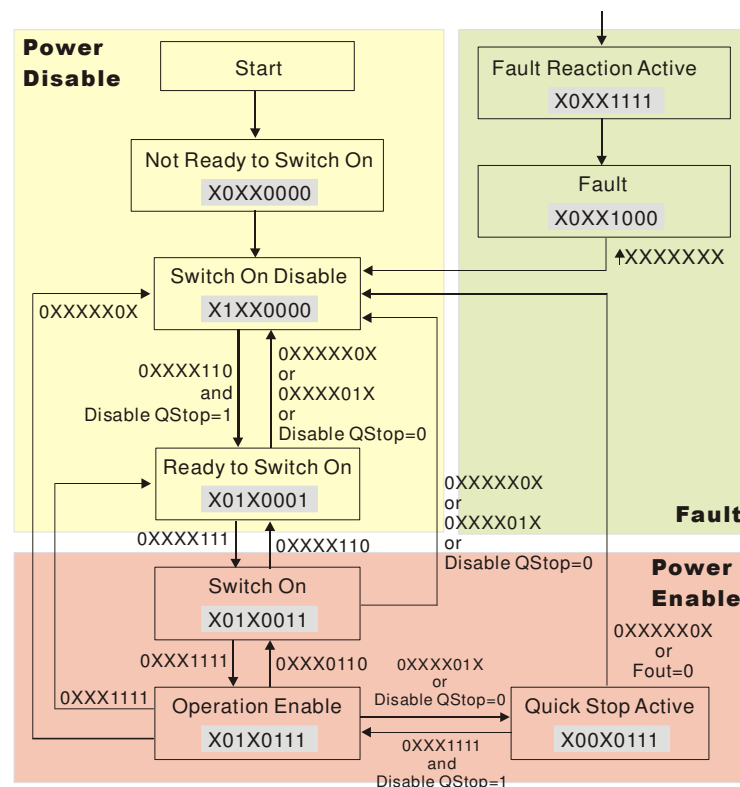 Power
Disable
Start
Not Ready to Switch On
X0XX0000
Switch On Disable
X1XX0000
0XXXXX0X
0XXXX110
and
Disable QStop=1
0XXXXX0X
or
0XXXX01X
or
Disable QStop=0
Ready to Switch On
X01X0001
0XXXX111
0XXXX110
Fault Reaction Active
X0XX1111
Fault
X0XX1000
XXXXXXX
Fault
0XXXXX0X
or
0XXXX01X
or
Disable QStop=0
Power
Enable
Switch On
X01X0011
0XXX1111
0XXX0110
0XXX1111
Operation Enable
X01X0111
0XXXX01X
or
Disable QStop=0
0XXX1111
and
Disable QStop=1
0XXXXX0X
or
Fout=0
Quick Stop Active
X00X0111